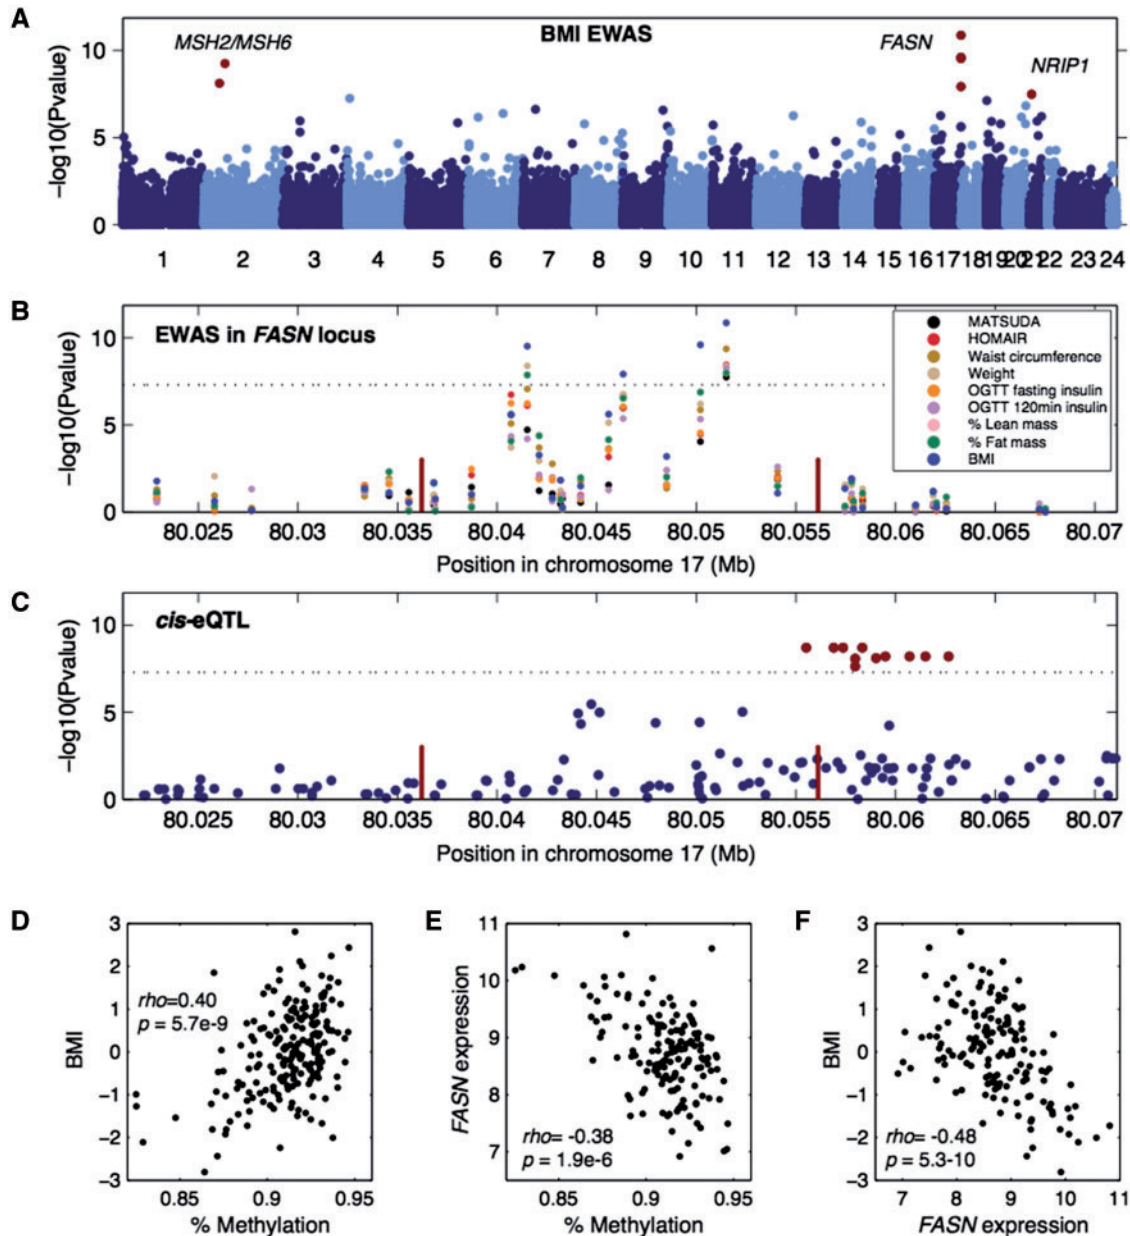 A
BMI EWAS
MSH2/MSH6
FASN
NRIP1
−log10(Pvalue)
10
5
0
1 2 3 4 5 6 7 8 9 10 11 12 13 14 15 16 17 18 19 20 21 22 23 24
B
EWAS in FASN locus
−log10(Pvalue)
10
5
0
MATSUDA
HOMAIR
Waist circumference
Weight
OGTT fasting insulin
OGTT 120min insulin
% Lean mass
% Fat mass
BMI
80.025 80.03 80.035 80.04 80.045 80.05 80.055 80.06 80.065 80.07
Position in chromosome 17 (Mb)
C
cis-eQTL
−log10(Pvalue)
10
5
0
80.025 80.03 80.035 80.04 80.045 80.05 80.055 80.06 80.065 80.07
Position in chromosome 17 (Mb)
D
BMI
3
2
1
0
−1
−2
−3
rho=0.40
p = 5.7e-9
0.85 0.9 0.95
% Methylation
E
FASN expression
11
10
9
8
7
rho= -0.38
p = 1.9e-6
0.85 0.9 0.95
% Methylation
F
BMI
3
2
1
0
−1
−2
−3
rho= -0.48
p = 5.3-10
7 8 9 10 11
FASN expression